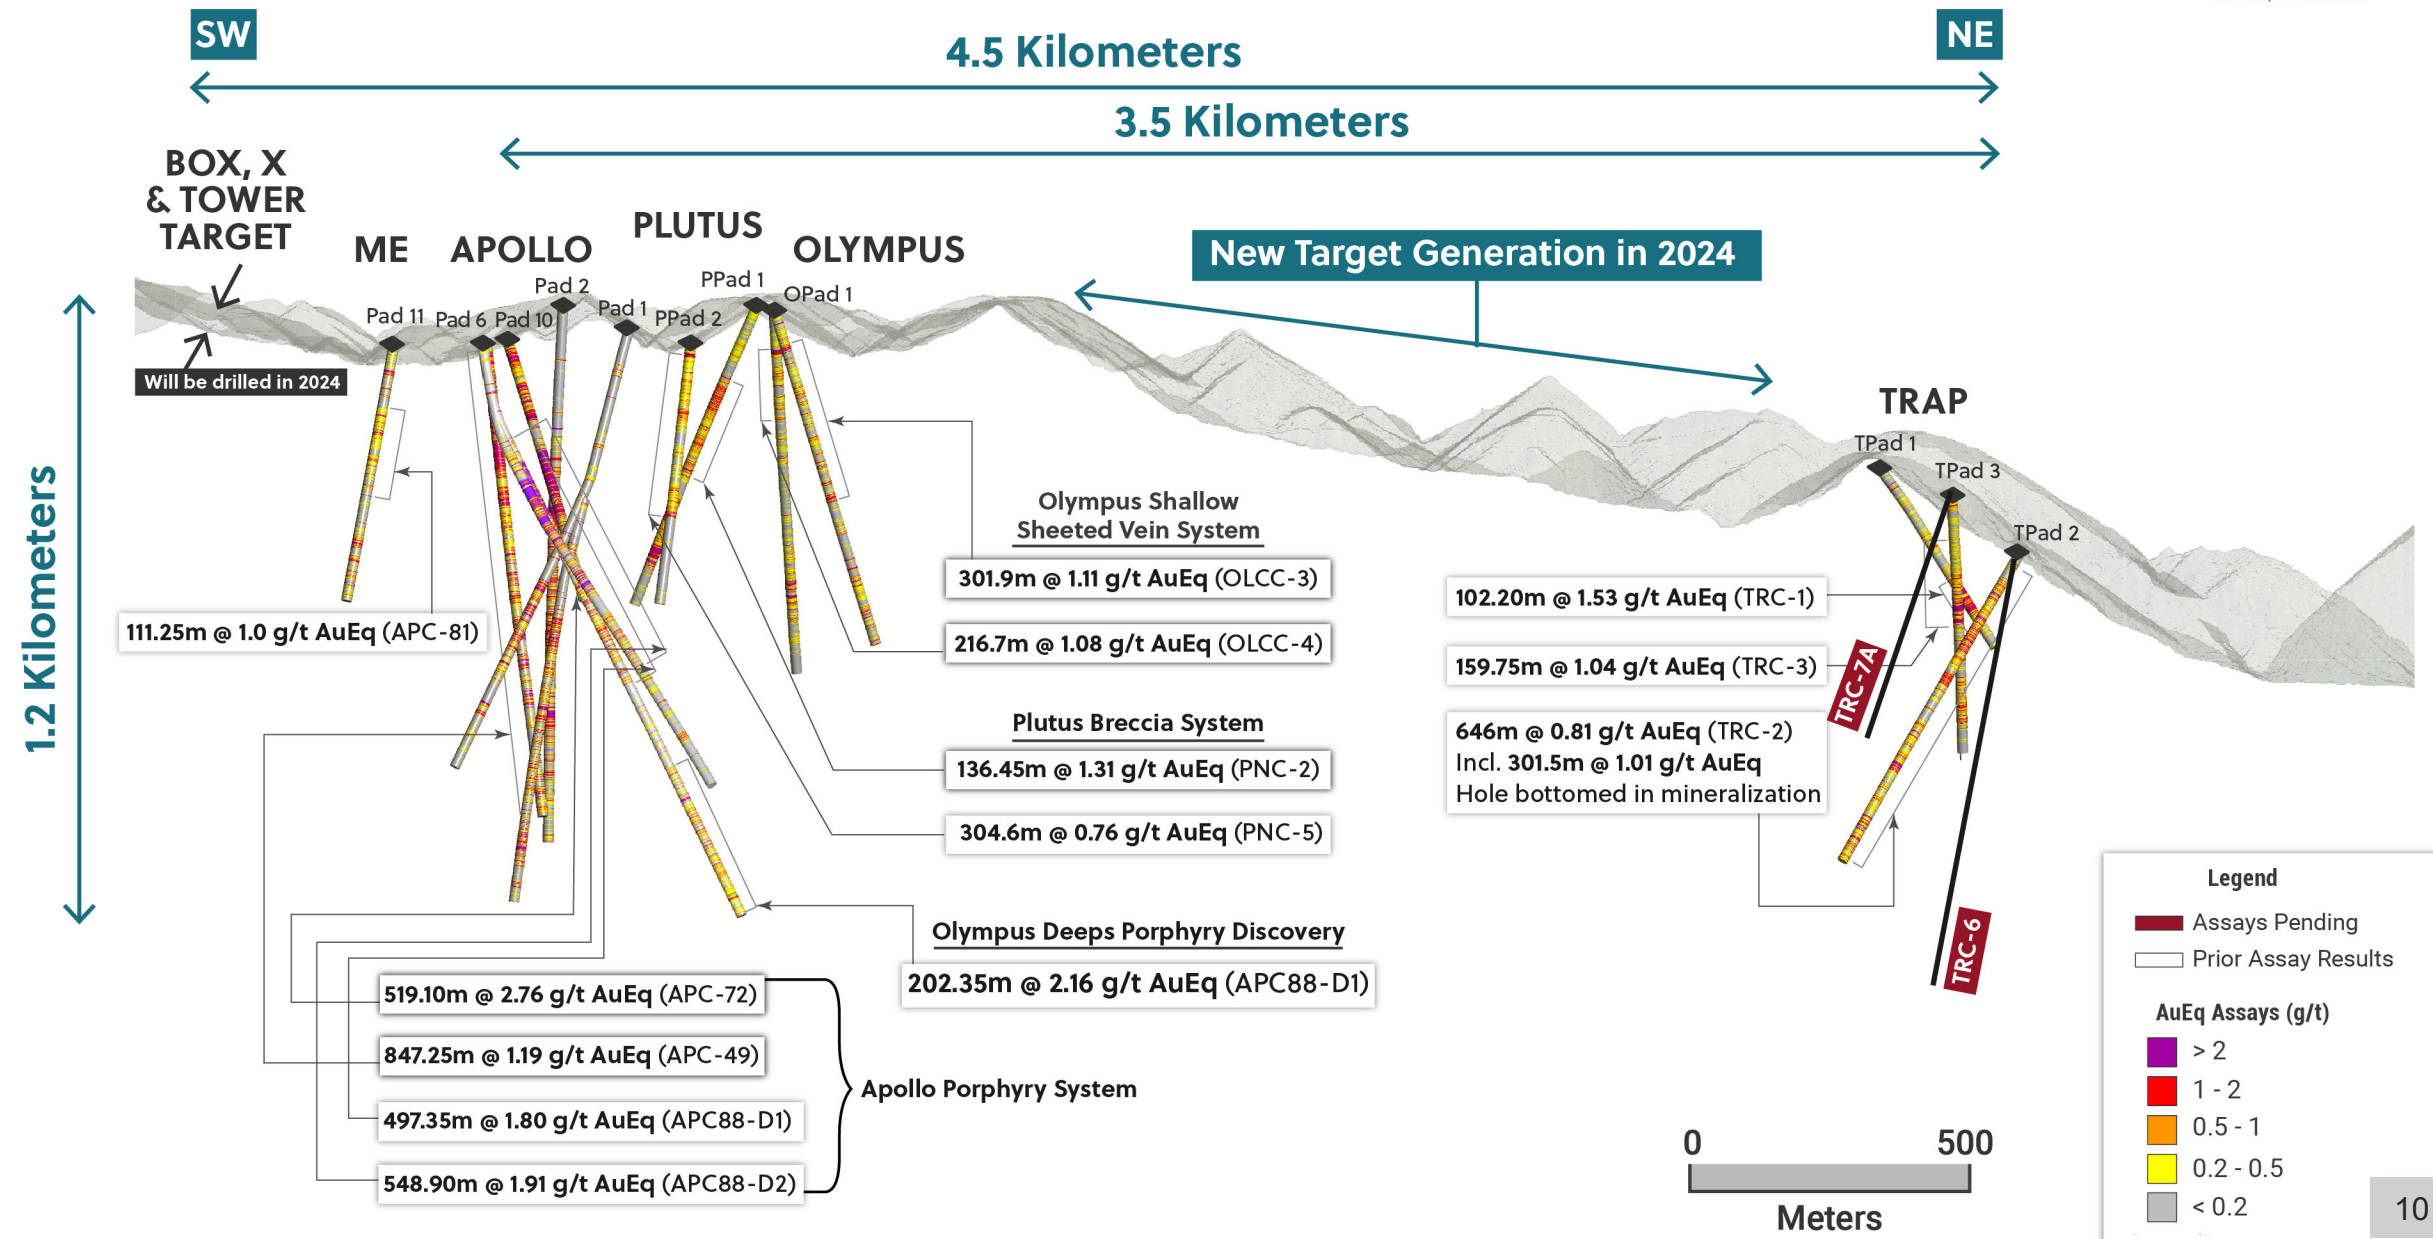 SW
NE
4.5 Kilometers
3.5 Kilometers
BOX, X
& TOWER
TARGET
ME
APOLLO
PLUTUS
OLYMPUS
New Target Generation in 2024
Pad 11
Pad 6
Pad 10
Pad 2
Pad 1
PPad 2
PPad 1
OPad 1
Will be drilled in 2024
1.2 Kilometers
TRAP
TPad 1
TPad 3
TPad 2
111.25m @ 1.0 g/t AuEq (APC-81)
Olympus Shallow
Sheeted Vein System
301.9m @ 1.11 g/t AuEq (OLCC-3)
216.7m @ 1.08 g/t AuEq (OLCC-4)
Plutus Breccia System
136.45m @ 1.31 g/t AuEq (PNC-2)
304.6m @ 0.76 g/t AuEq (PNC-5)
Olympus Deeps Porphyry Discovery
202.35m @ 2.16 g/t AuEq (APC88-D1)
519.10m @ 2.76 g/t AuEq (APC-72)
847.25m @ 1.19 g/t AuEq (APC-49)
497.35m @ 1.80 g/t AuEq (APC88-D1)
548.90m @ 1.91 g/t AuEq (APC88-D2)
Apollo Porphyry System
102.20m @ 1.53 g/t AuEq (TRC-1)
159.75m @ 1.04 g/t AuEq (TRC-3)
646m @ 0.81 g/t AuEq (TRC-2)
Incl. 301.5m @ 1.01 g/t AuEq
Hole bottomed in mineralization
TRC-7A
TRC-6
0
500
Meters
Legend
Assays Pending
Prior Assay Results
AuEq Assays (g/t)
> 2
1 - 2
0.5 - 1
0.2 - 0.5
< 0.2
10